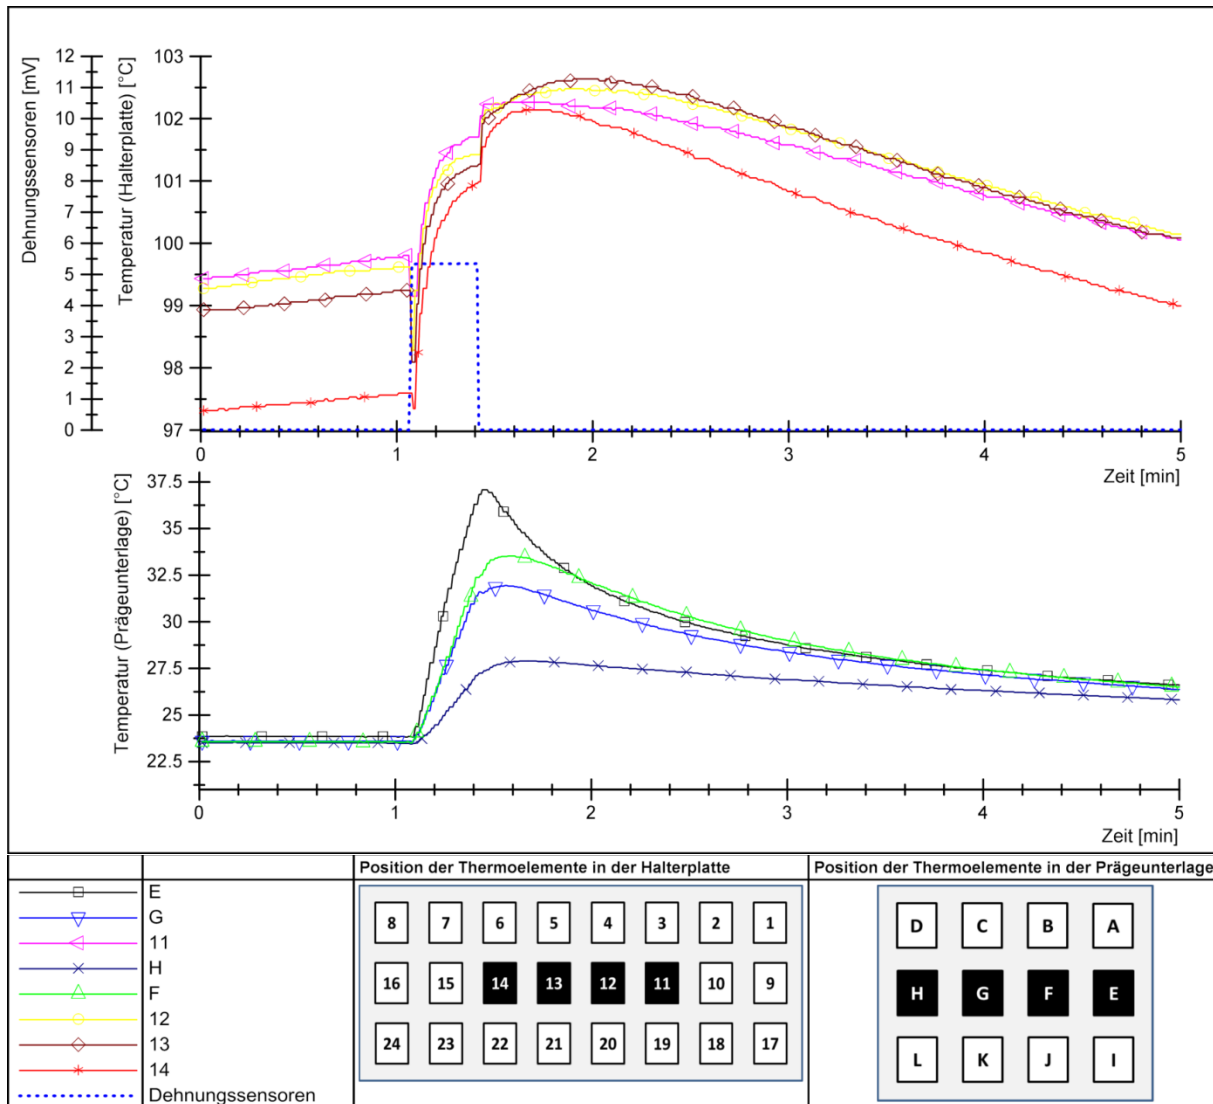 Dehnungssensoren [mV]
12
11
10
9
8
7
6
5
4
3
2
1
0
Temperatur (Halterplatte) [°C]
103
102
101
100
99
98
97
0
1
2
3
4
5
Zeit [min]
Temperatur (Prägeunterlage) [°C]
37.5
35
32.5
30
27.5
25
22.5
0
1
2
3
4
5
Zeit [min]
Position der Thermoelemente in der Halterplatte
Position der Thermoelemente in der Prägeunterlage
E
G
11
H
F
12
13
14
Dehnungssensoren
8 7 6 5 4 3 2 1
16 15 14 13 12 11 10 9
24 23 22 21 20 19 18 17
D C B A
H G F E
L K J I